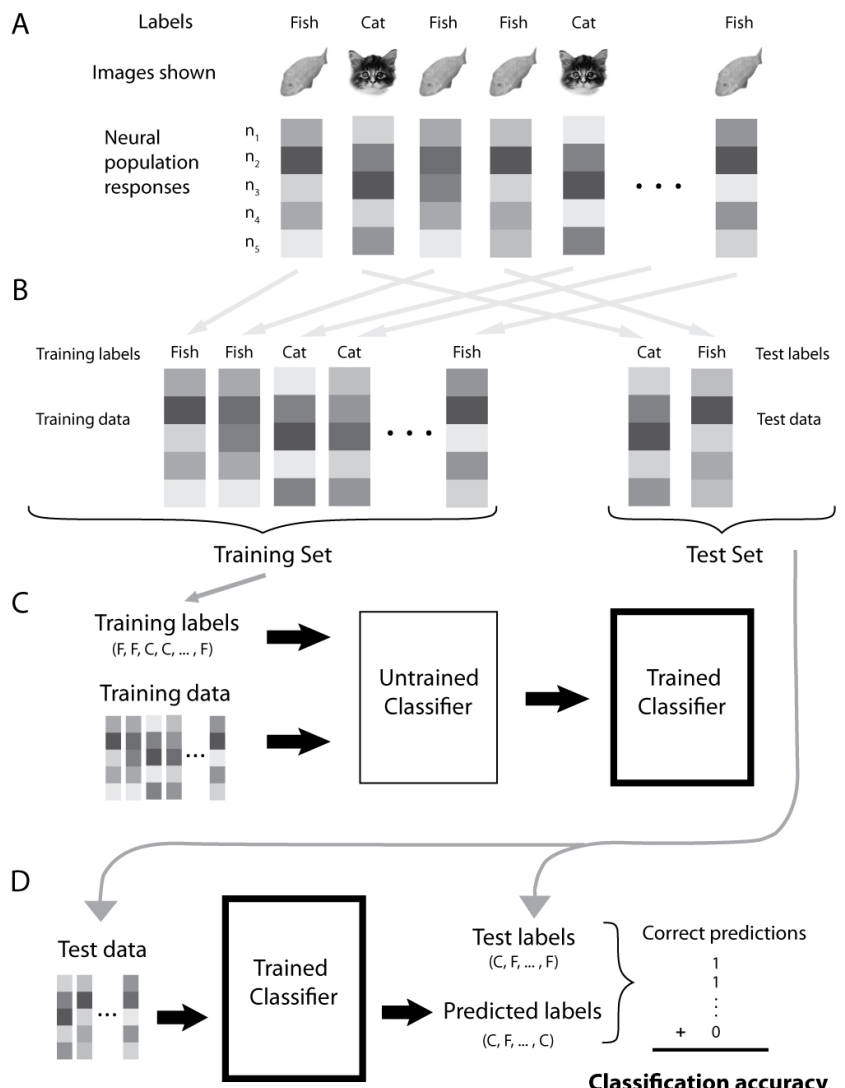 A
Labels
Fish Cat Fish Fish Cat Fish
Images shown
Neural
population
responses
n1
n2
n3
n4
n5
. . .
B
Training labels
Fish Fish Cat Cat Fish
Cat Fish
Test labels
Training data
. . .
Test data
Training Set
Test Set
C
Training labels
(F, F, C, C, ... , F)
Training data
...
Untrained
Classifier
Trained
Classifier
D
Test data
...
Trained
Classifier
Test labels
(C, F, ... , F)
Predicted labels
(C, F, ... , C)
Correct predictions
1
1
:
+ 0
Classification accuracy